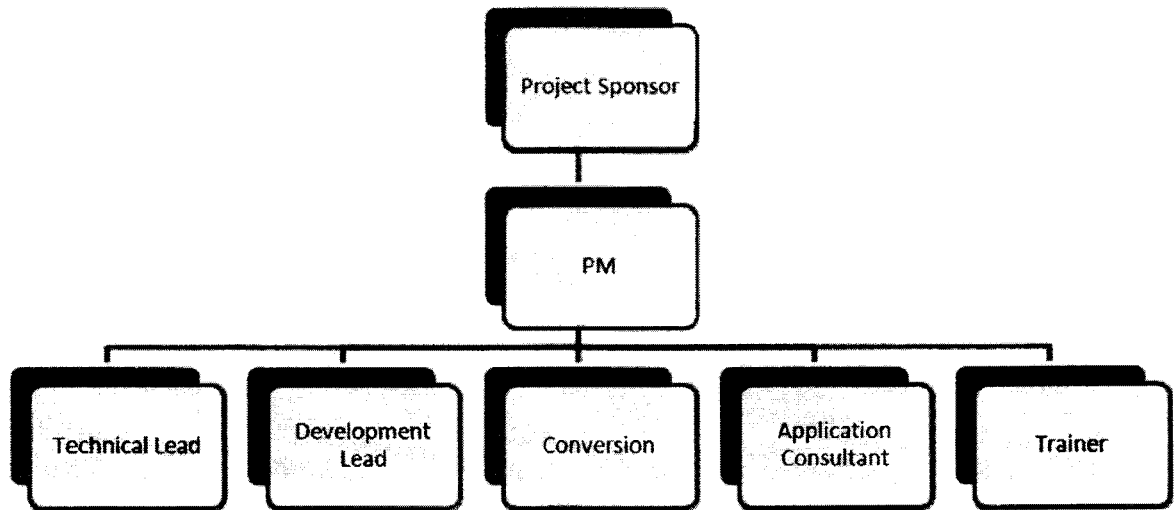 Project Sponsor
PM
Technical Lead
Development
Lead
Conversion
Application
Consultant
Trainer